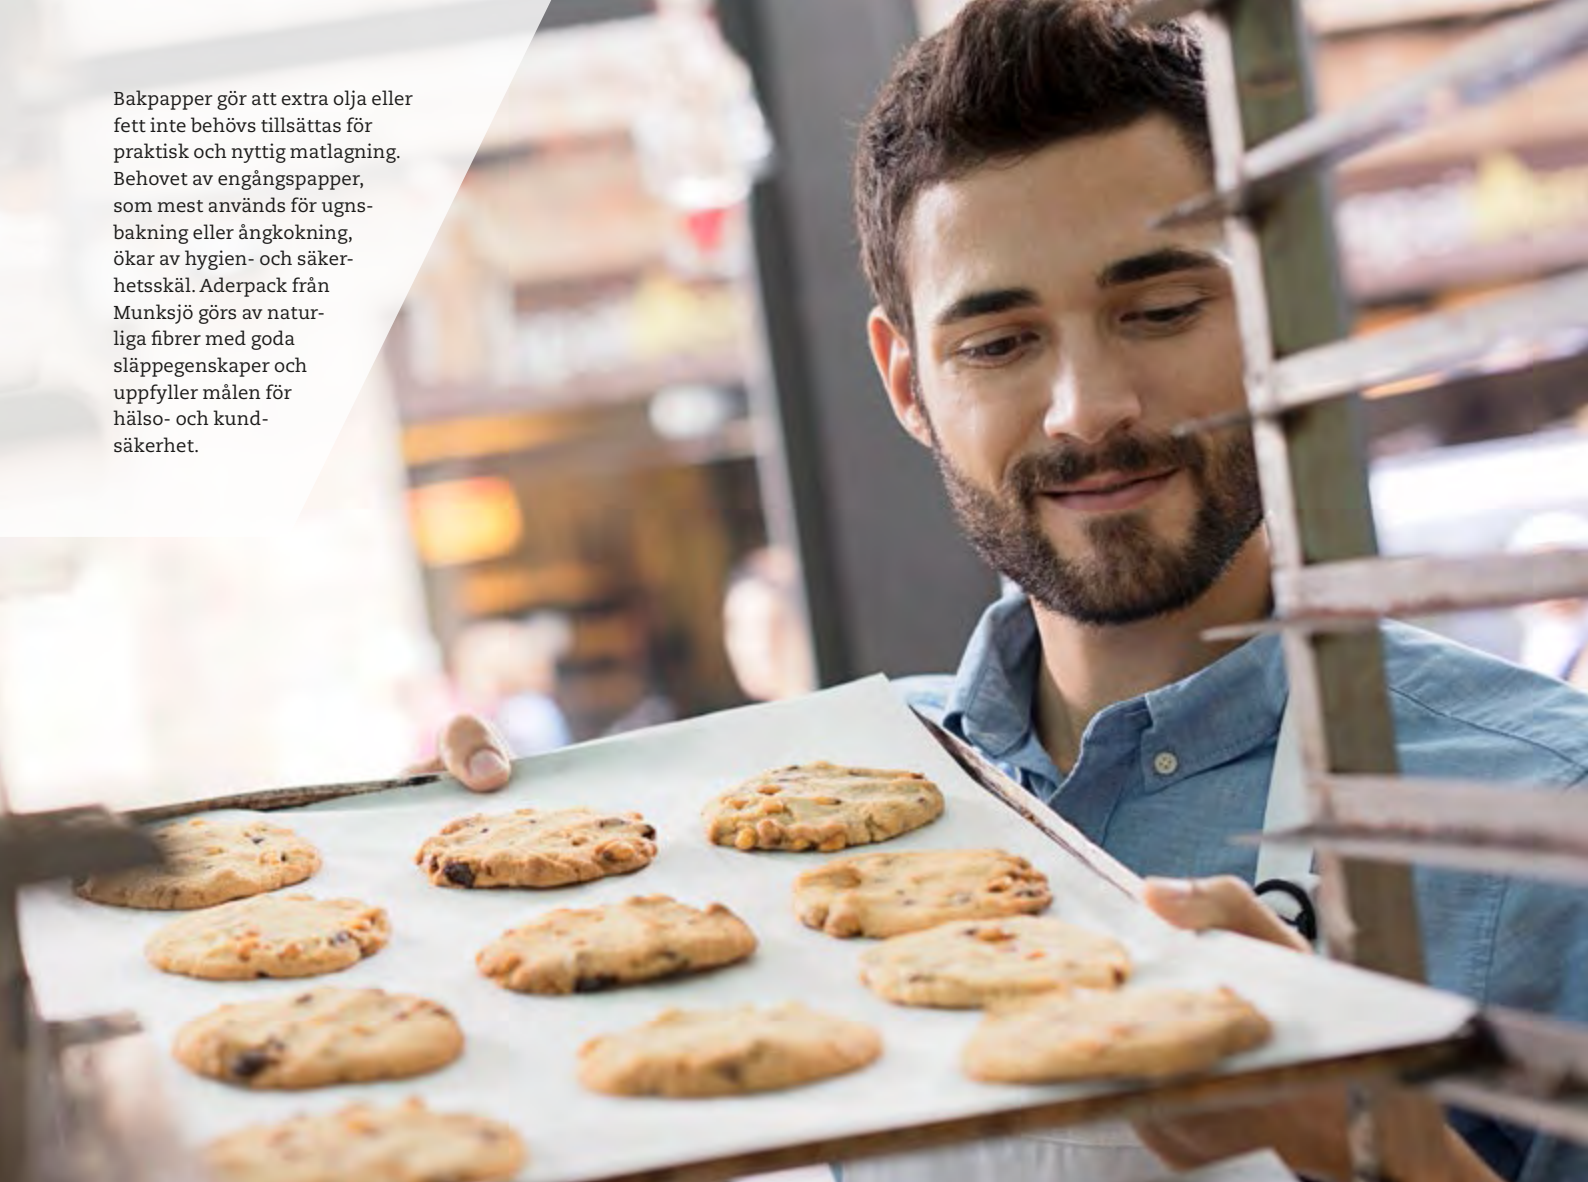 Bakpapper gör att extra olja eller
fett inte behövs tillsättas för
praktisk och nyttig matlagning.
Behovet av engångspapper,
som mest används för ugns-
bakning eller ångkokning,
ökar av hygien- och säker-
hetsskäl. Aderpack från
Munksjö görs av natur-
liga fibrer med goda
släppegenskaper och
uppfyller målen för
hälso- och kund-
säkerhet.